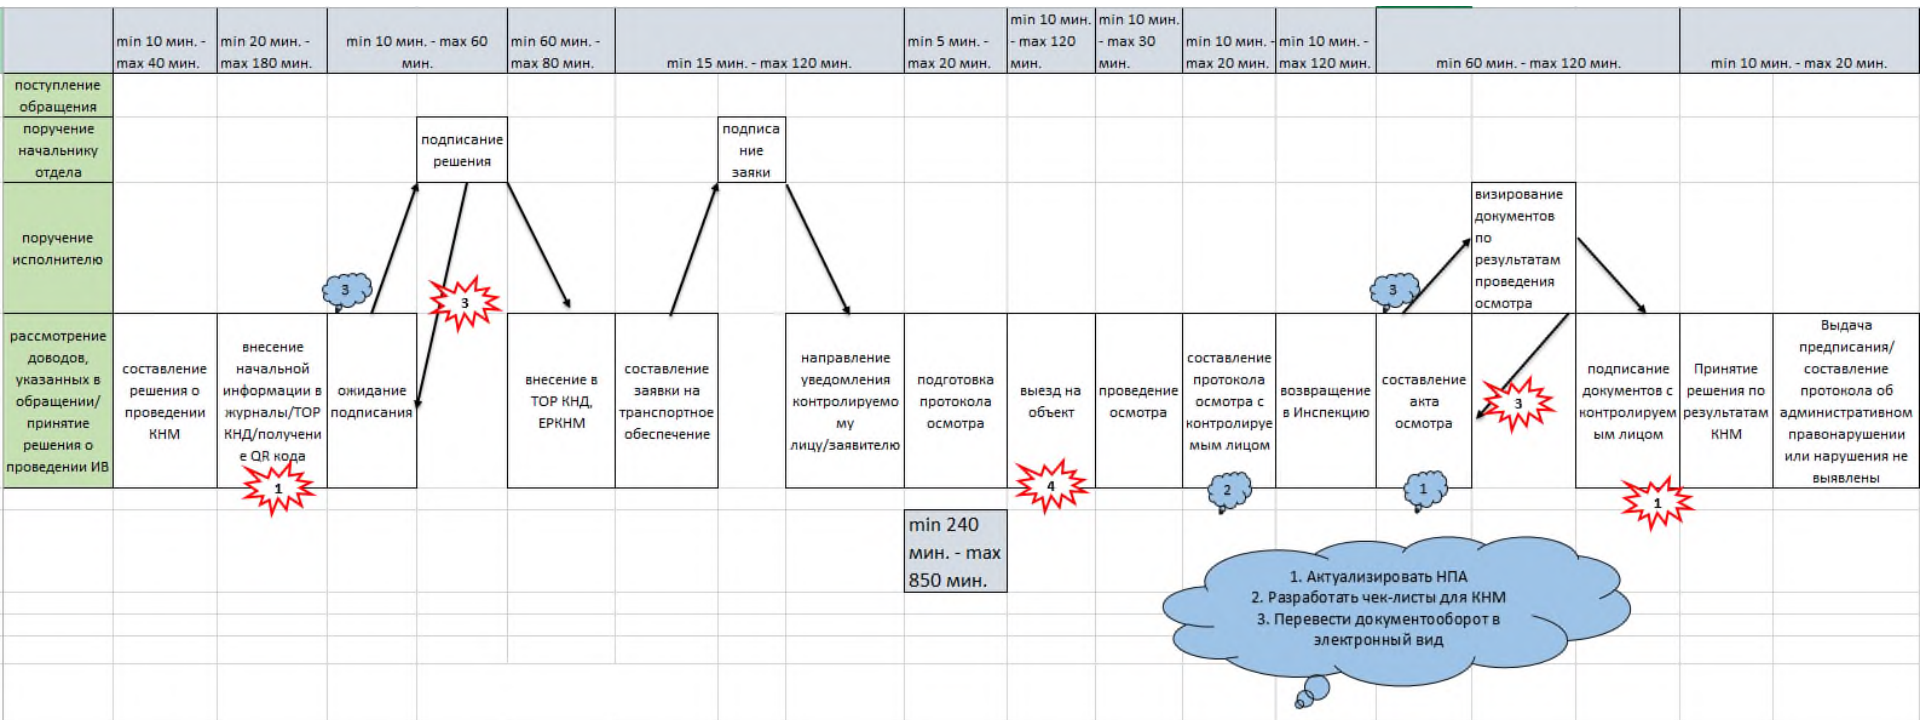 min 10 мин. -
max 40 мин.
min 20 мин. -
max 180 мин.
min 10 мин. - max 60
мин.
min 60 мин. -
max 80 мин.
min 15 мин. - max 120 мин.
min 5 мин. -
max 20 мин.
min 10 мин.
- max 120
мин.
min 10 мин.
- max 30
мин.
min 10 мин. -
max 20 мин.
min 10 мин. -
max 120 мин.
min 60 мин. - max 120 мин.
min 10 мин. - max 20 мин.
поступление
обращения
поручение
начальнику
отдела
подписание
решения
подписа
ние
заяки
поручение
исполнителю
3
3
3
визирование
документов
по
результатам
проведения
осмотра
рассмотрение
доводов,
указанных в
обращении/
принятие
решения о
проведении ИВ
составление
решения о
проведении
КНМ
внесение
начальной
информации в
журналы/ТОР
КНД/получени
е QR кода
1
ожидание
подписания
внесение в
ТОР КНД,
ЕРКНМ
составление
заявки на
транспортное
обеспечение
направление
уведомления
контролируемо
му
лицу/заявителю
подготовка
протокола
осмотра
выезд на
объект
4
проведение
осмотра
составление
протокола
осмотра с
контролируе
мым лицом
2
возвращение
в Инспекцию
составление
акта
осмотра
1
3
подписание
документов с
контролируем
ым лицом
1
Принятие
решения по
результатам
КНМ
Выдача
предписания/
составление
протокола об
административном
правонарушении
или нарушения не
выявлены
min 240
мин. - max
850 мин.
1. Актуализировать НПА
2. Разработать чек-листы для КНМ
3. Перевести документооборот в
электронный вид